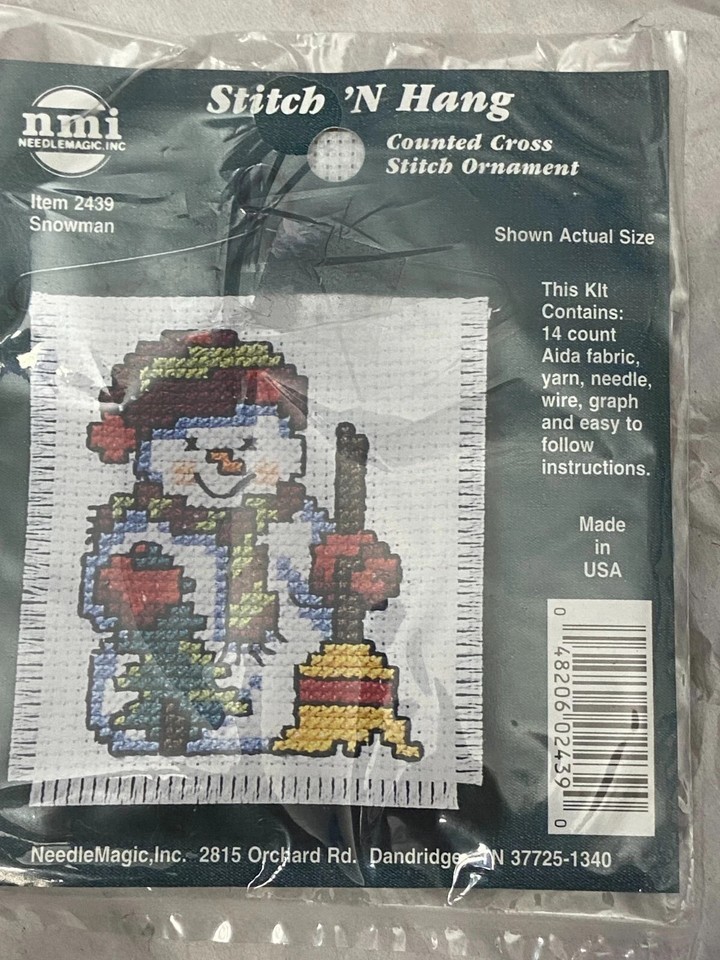 Stitch 'N Hang
nmi
NEEDLEMAGIC.INC
Counted Cross
Stitch Ornament
Item 2439
Snowman
Shown Actual Size
This KIt
Contains:
14 count
Aida fabric,
yarn, needle,
wire, graph
and easy to
follow
instructions.
Made
in
USA
0 48206 02439 0
NeedleMagic,Inc. 2815 Orchard Rd. Dandridge, TN 37725-1340